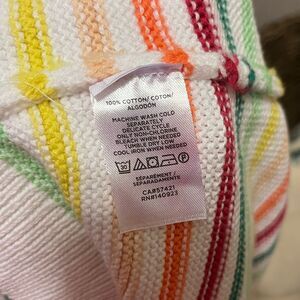 100% COTTON/ COTON/
ALGODÓN
MACHINE WASH COLD
SEPARATELY
DELICATE CYCLE
ONLY NON-CHLORINE
BLEACH WHEN NEEDED
TUMBLE DRY LOW
COOL IRON WHEN NEEDED
30
P
SÉPARÉMENT /
SEPARADAMENTE
CA#57421
RN#140923